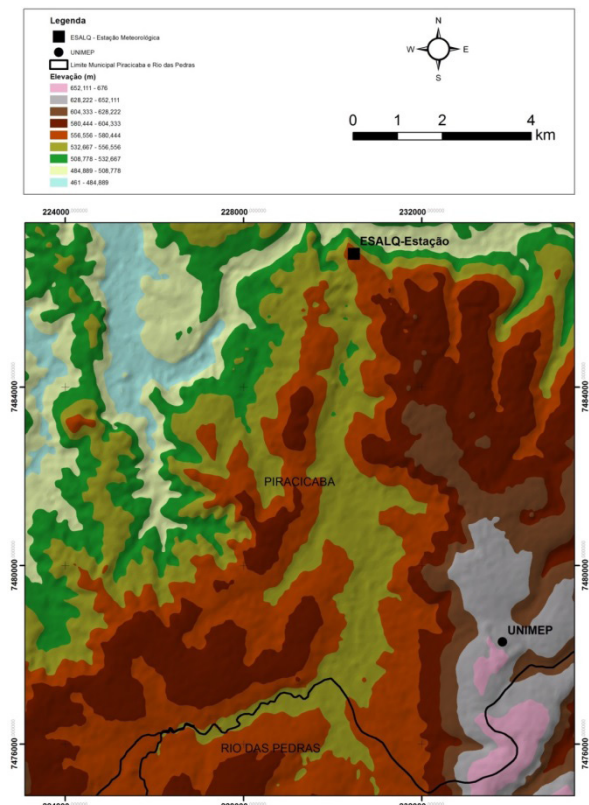 Legenda
ESALQ - Estação Meteorológica
UNIMEP
Limite Municipal Piracicaba e Rio das Pedras
Elevação (m)
652,111 - 676
628,222 - 652,111
604,333 - 628,222
580,444 - 604,333
556,556 - 580,444
532,667 - 556,556
508,778 - 532,667
484,889 - 508,778
461 - 484,889
N
W E
S
0 1 2 4
km
224000 228000 232000
ESALQ-Estação
7484000 7484000
PIRACICABA
7480000 7480000
UNIMEP
7476000 7476000
RIO DAS PEDRAS